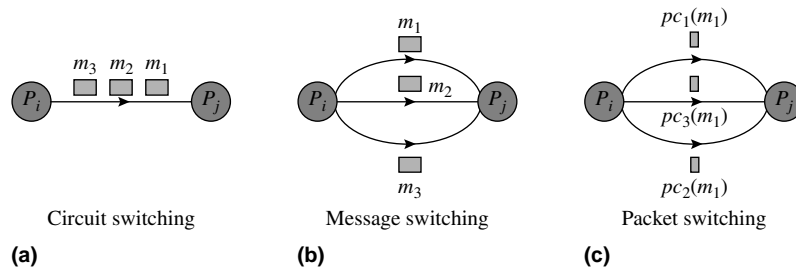 m₃ m₂ m₁
Pᵢ Pⱼ
Circuit switching
(a)
m₁
Pᵢ m₂ Pⱼ
m₃
Message switching
(b)
pc₁(m₁)
Pᵢ Pⱼ
pc₃(m₁)
pc₂(m₁)
Packet switching
(c)